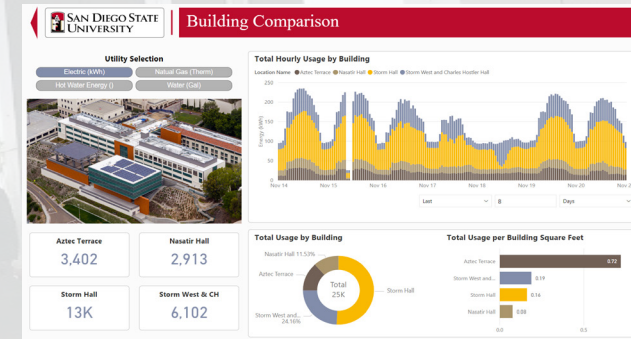 SAN DIEGO STATE
UNIVERSITY
Building Comparison
Utility Selection
Electric (kWh)
Natual Gas (Therm)
Hot Water Energy ()
Water (Gal)
Total Hourly Usage by Building
Location Name Aztec Terrace Nasatir Hall Storm Hall Storm West and Charles Hostler Hall
Energy (kWh)
250
200
150
100
50
0
Nov 14 Nov 15 Nov 16 Nov 17 Nov 18 Nov 19 Nov 20
Last 8 Days
Aztec Terrace
3,402
Nasatir Hall
2,913
Storm Hall
13K
Storm West & CH
6,102
Total Usage by Building
Nasatir Hall 11.53%
Aztec Terrace
Storm West and...
24.16%
Total
25K
Storm Hall
Total Usage per Building Square Feet
Aztec Terrace 0.72
Storm West and... 0.19
Storm Hall 0.16
Nasatir Hall 0.08
0.0 0.5